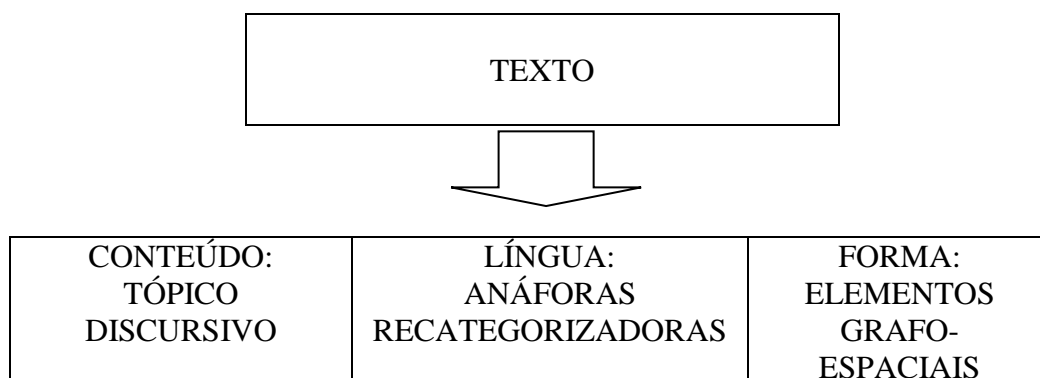 TEXTO
CONTEÚDO:
TÓPICO
DISCURSIVO
LÍNGUA:
ANÁFORAS
RECATEGORIZADORAS
FORMA:
ELEMENTOS
GRAFO-
ESPACIAIS